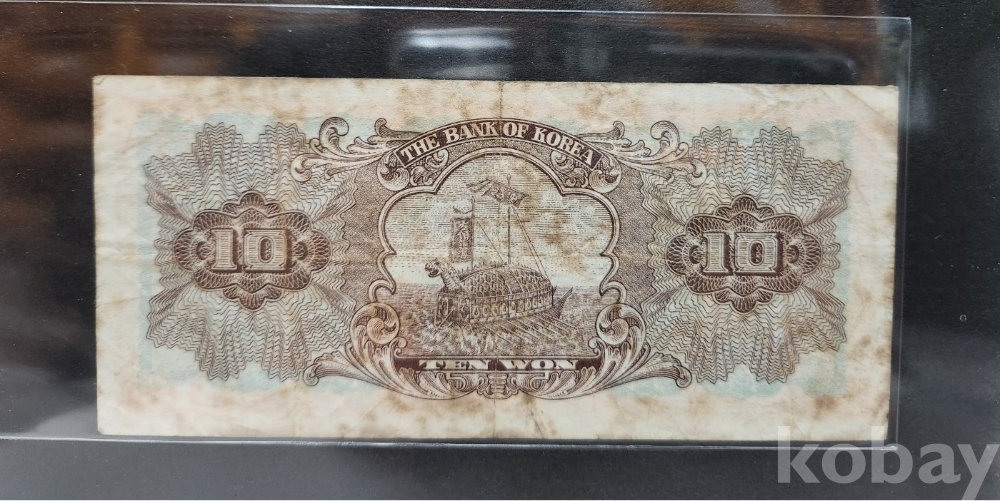 THE BANK OF KOREA
10
10
TEN WON
kobay